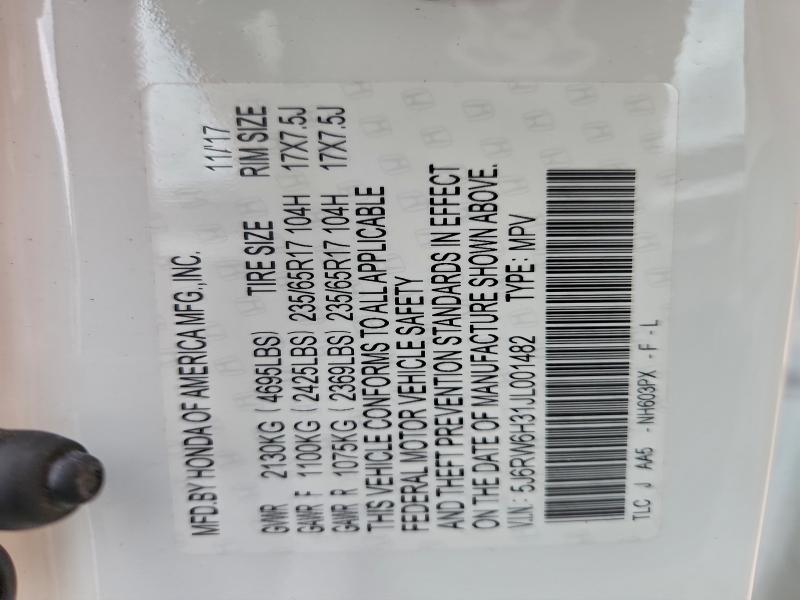 MFD.BY HONDA OF AMERICA MFG.,INC. 11/17
GVWR 2130KG ( 4695LBS) TIRE SIZE RIM SIZE
GAWR F 1100KG ( 2425LBS) 235/65R17 104H 17X7.5J
GAWR R 1075KG ( 2369LBS) 235/65R17 104H 17X7.5J
THIS VEHICLE CONFORMS TO ALL APPLICABLE
FEDERAL MOTOR VEHICLE SAFETY
AND THEFT PREVENTION STANDARDS IN EFFECT
ON THE DATE OF MANUFACTURE SHOWN ABOVE.
V.I.N : 5J6RW6H31JL001482 TYPE : MPV
TLC J AA5 - NH603PX - F - L